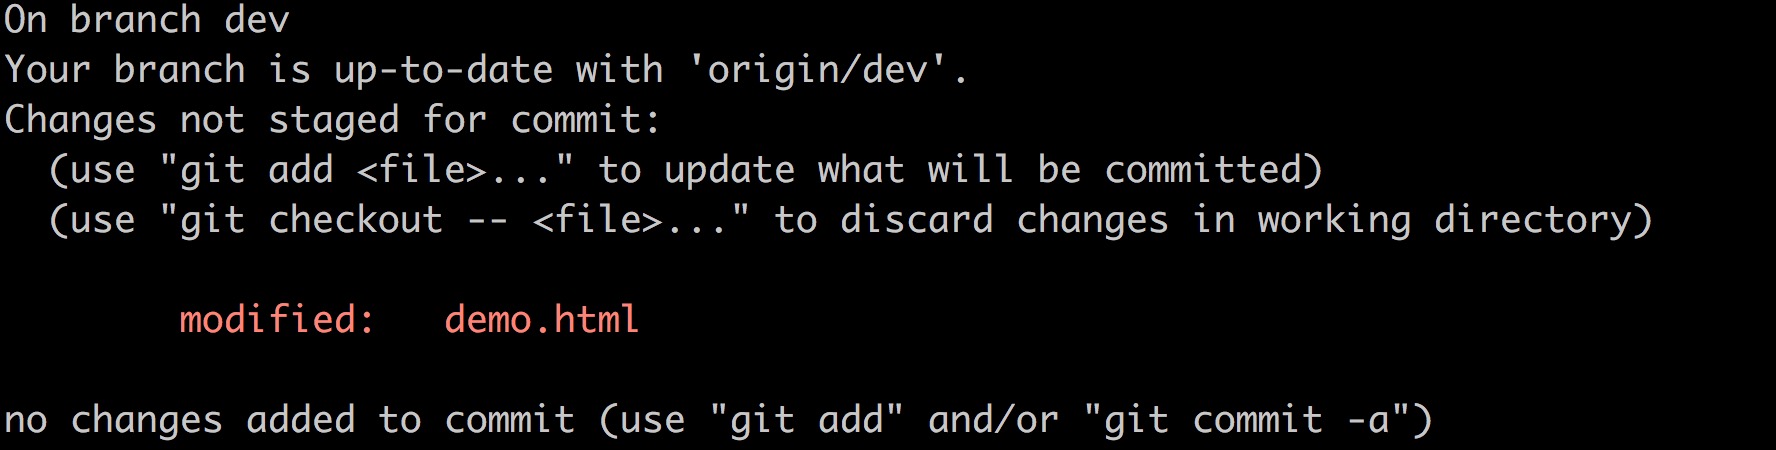 On branch dev
Your branch is up-to-date with 'origin/dev'.
Changes not staged for commit:
  (use "git add <file>..." to update what will be committed)
  (use "git checkout -- <file>..." to discard changes in working directory)
        modified:   demo.html
no changes added to commit (use "git add" and/or "git commit -a")